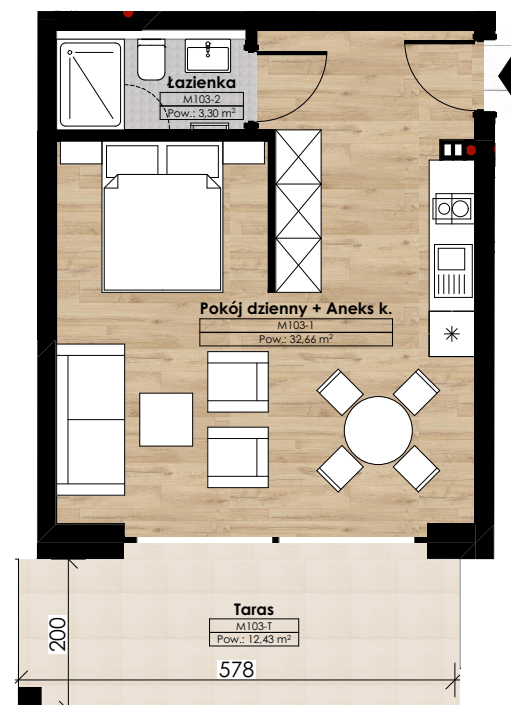 Łazienka
M103-2
Pow.: 3,30 m²
Pokój dzienny + Aneks k.
M103-1
Pow.: 32,66 m²
Taras
M103-T
Pow.: 12,43 m²
200
578